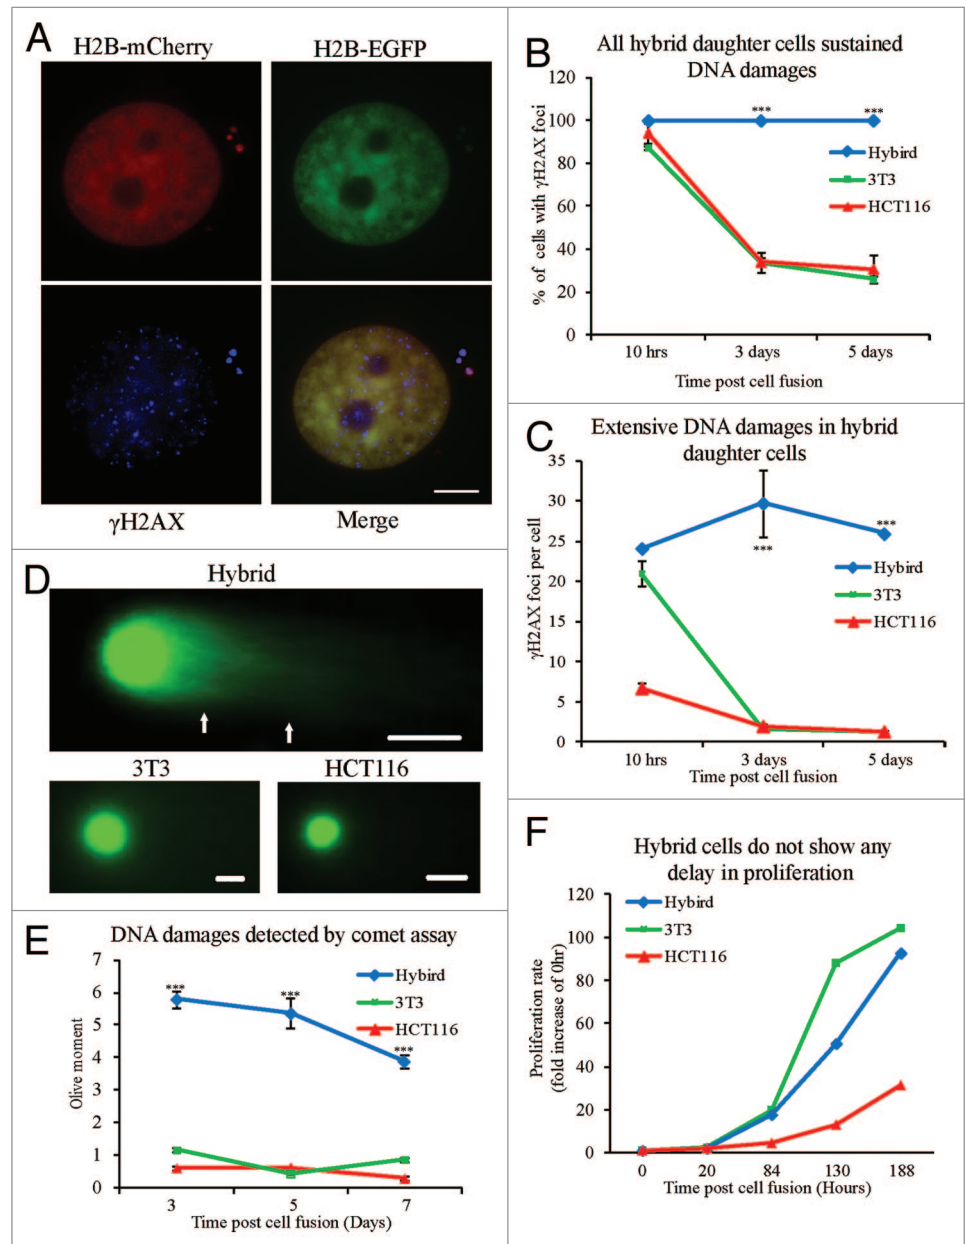 A
H2B-mCherry
H2B-EGFP
γH2AX
Merge
B
All hybrid daughter cells sustained
DNA damages
% of cells with γH2AX foci
120
100
80
60
40
20
0
***
***
Hybird
3T3
HCT116
10 hrs
3 days
5 days
Time post cell fusion
C
Extensive DNA damages in hybrid
daughter cells
γH2AX foci per cell
35
30
25
20
15
10
5
0
***
***
Hybird
3T3
HCT116
10 hrs
3 days
5 days
Time post cell fusion
D
Hybrid
3T3
HCT116
E
DNA damages detected by comet assay
Olive moment
7
6
5
4
3
2
1
0
***
***
***
Hybird
3T3
HCT116
3
5
7
Time post cell fusion (Days)
F
Hybrid cells do not show any
delay in proliferation
Proliferation rate
(fold increase of 0hr)
120
100
80
60
40
20
0
Hybird
3T3
HCT116
0
20
84
130
188
Time post cell fusion (Hours)